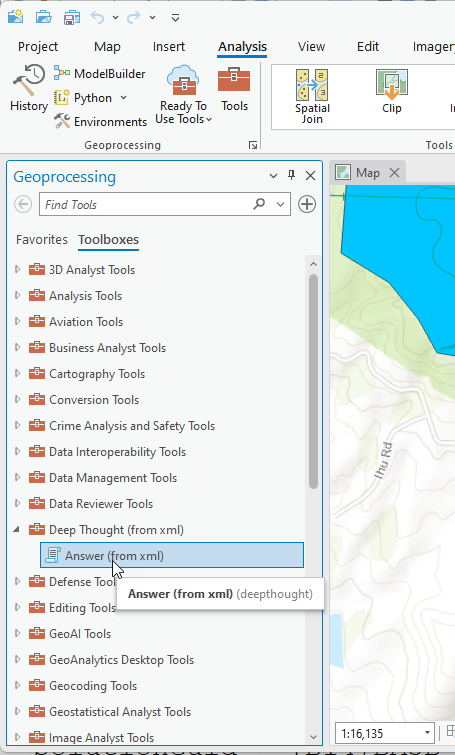 Project Map Insert Analysis View Edit Imagery
History
ModelBuilder
Python
Environments
Ready To
Use Tools
Tools
Spatial
Join
Clip
Geoprocessing
Tools
Geoprocessing
Map
Find Tools
Favorites Toolboxes
3D Analyst Tools
Analysis Tools
Aviation Tools
Business Analyst Tools
Cartography Tools
Conversion Tools
Crime Analysis and Safety Tools
Data Interoperability Tools
Data Management Tools
Data Reviewer Tools
Deep Thought (from xml)
Answer (from xml)
Defense Tool
Answer (from xml) (deepthought)
Editing Tools
GeoAI Tools
GeoAnalytics Desktop Tools
Geocoding Tools
Geostatistical Analyst Tools
Image Analyst Tools
Ihu Rd
1:16,135